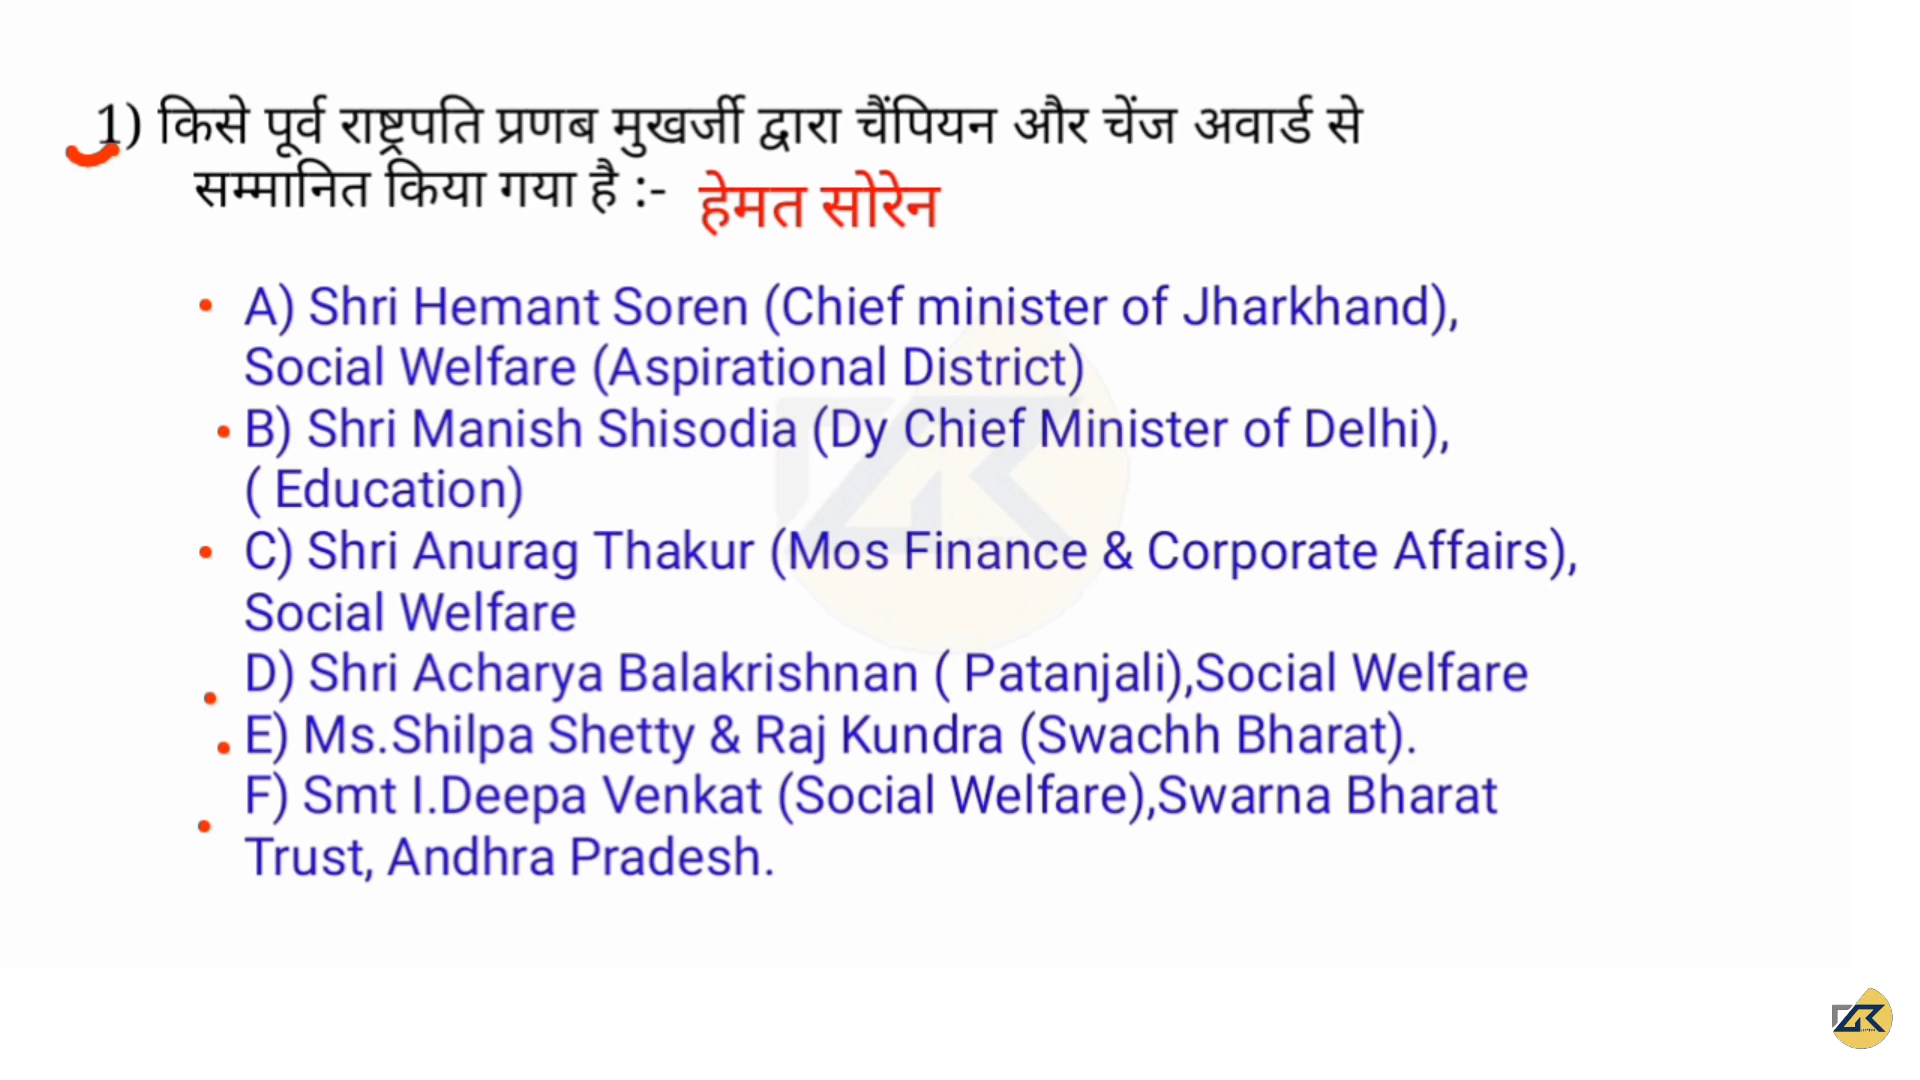 1) किसे पूर्व राष्ट्रपति प्रणब मुखर्जी द्वारा चैंपियन और चेंज अवार्ड से
सम्मानित किया गया है :- हेमत सोरेन
• A) Shri Hemant Soren (Chief minister of Jharkhand),
Social Welfare (Aspirational District)
• B) Shri Manish Shisodia (Dy Chief Minister of Delhi),
( Education)
• C) Shri Anurag Thakur (Mos Finance & Corporate Affairs),
Social Welfare
• D) Shri Acharya Balakrishnan ( Patanjali),Social Welfare
• E) Ms.Shilpa Shetty & Raj Kundra (Swachh Bharat).
• F) Smt I.Deepa Venkat (Social Welfare),Swarna Bharat
Trust, Andhra Pradesh.